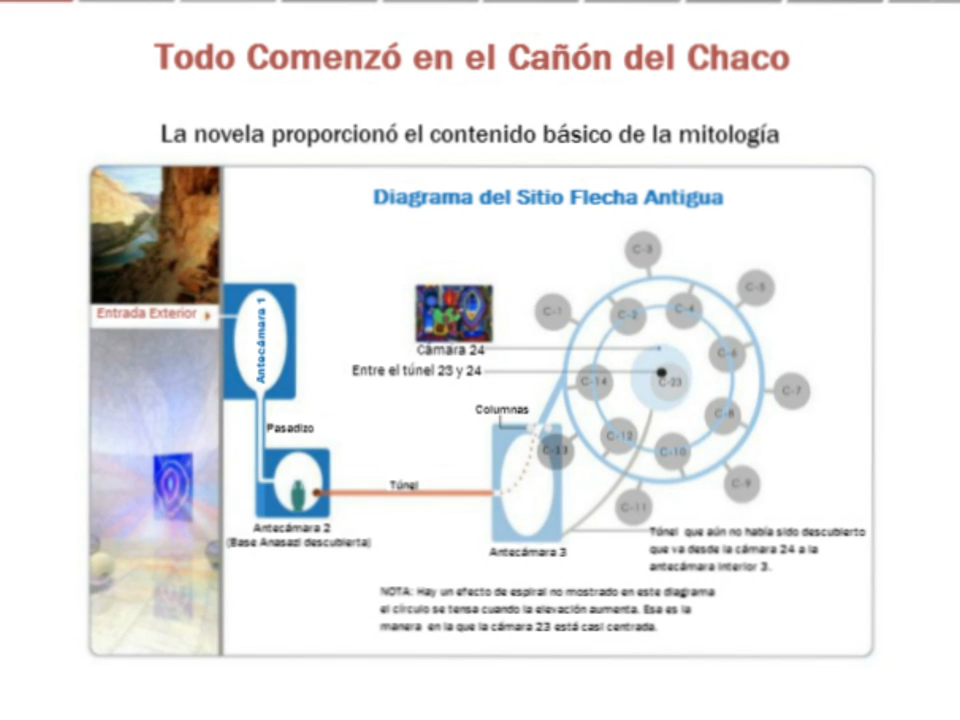 Todo Comenzó en el Cañón del Chaco
La novela proporcionó el contenido básico de la mitología
Diagrama del Sitio Flecha Antigua
Entrada Exterior
Antecámara 1
Pasadizo
Antecámara 2
(Base Anasazi descubierta)
Túnel
Cámara 24
Entre el túnel 23 y 24
Columnas
Antecámara 3
C-3
C-5
C-1
C-2
C-4
C-6
C-14
C-23
C-7
C-8
C-12
C-13
C-10
C-9
C-11
Túnel que aún no había sido descubierto
que va desde la cámara 24 a la
antecámara interior 3.
NOTA: Hay un efecto de espiral no mostrado en este diagrama
el círculo se tensa cuando la elevación aumenta. Esa es la
manera en la que la cámara 23 está casi centrada.